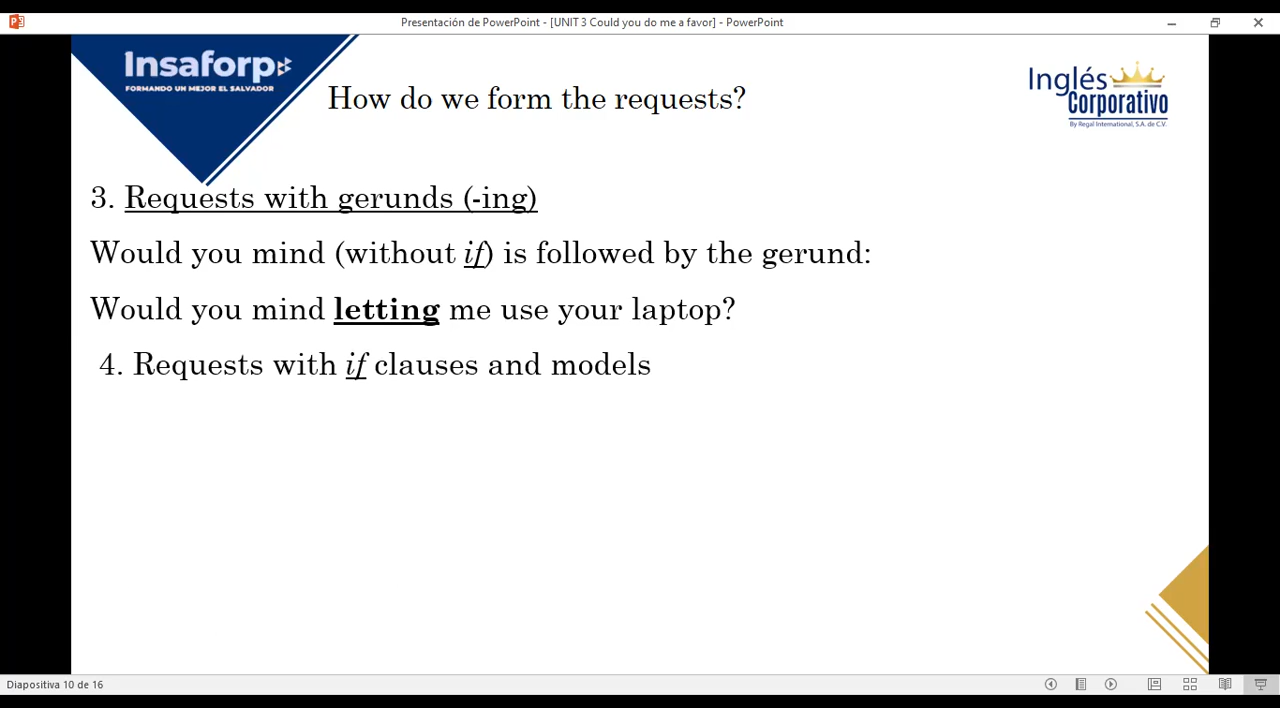 Presentación de PowerPoint - [UNIT 3 Could you do me a favor] - PowerPoint
Insaforp
FORMANDO UN MEJOR EL SALVADOR
How do we form the requests?
Inglés
Corporativo
By Regal International, S.A. de C.V.
3. Requests with gerunds (-ing)
Would you mind (without if) is followed by the gerund:
Would you mind letting me use your laptop?
4. Requests with if clauses and models
Diapositiva 10 de 16